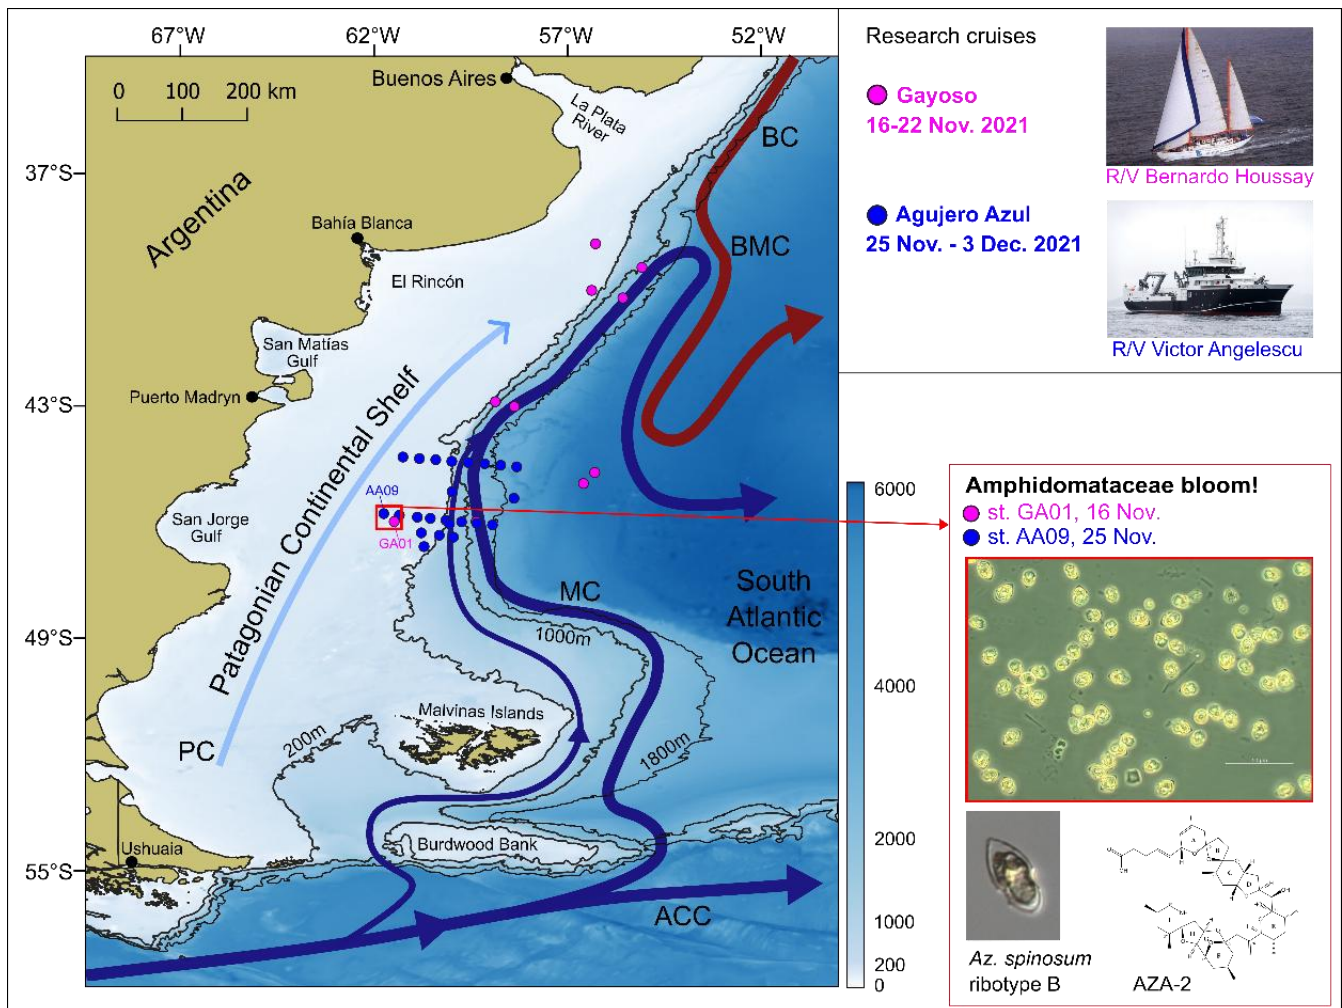 67°W
62°W
57°W
52°W
37°S
43°S
49°S
55°S
0 100 200 km
Buenos Aires
La Plata
River
Argentina
Bahía Blanca
El Rincón
San Matías
Gulf
Puerto Madryn
Patagonian Continental Shelf
San Jorge
Gulf
AA09
GA01
BC
BMC
MC
South
Atlantic
Ocean
1000m
200m
1800m
Malvinas Islands
PC
Burdwood Bank
Ushuaia
ACC
6000
4000
2000
1000
200
0
Research cruises
Gayoso
16-22 Nov. 2021
R/V Bernardo Houssay
Agujero Azul
25 Nov. - 3 Dec. 2021
R/V Victor Angelescu
Amphidomataceae bloom!
st. GA01, 16 Nov.
st. AA09, 25 Nov.
Az. spinosum
ribotype B
AZA-2